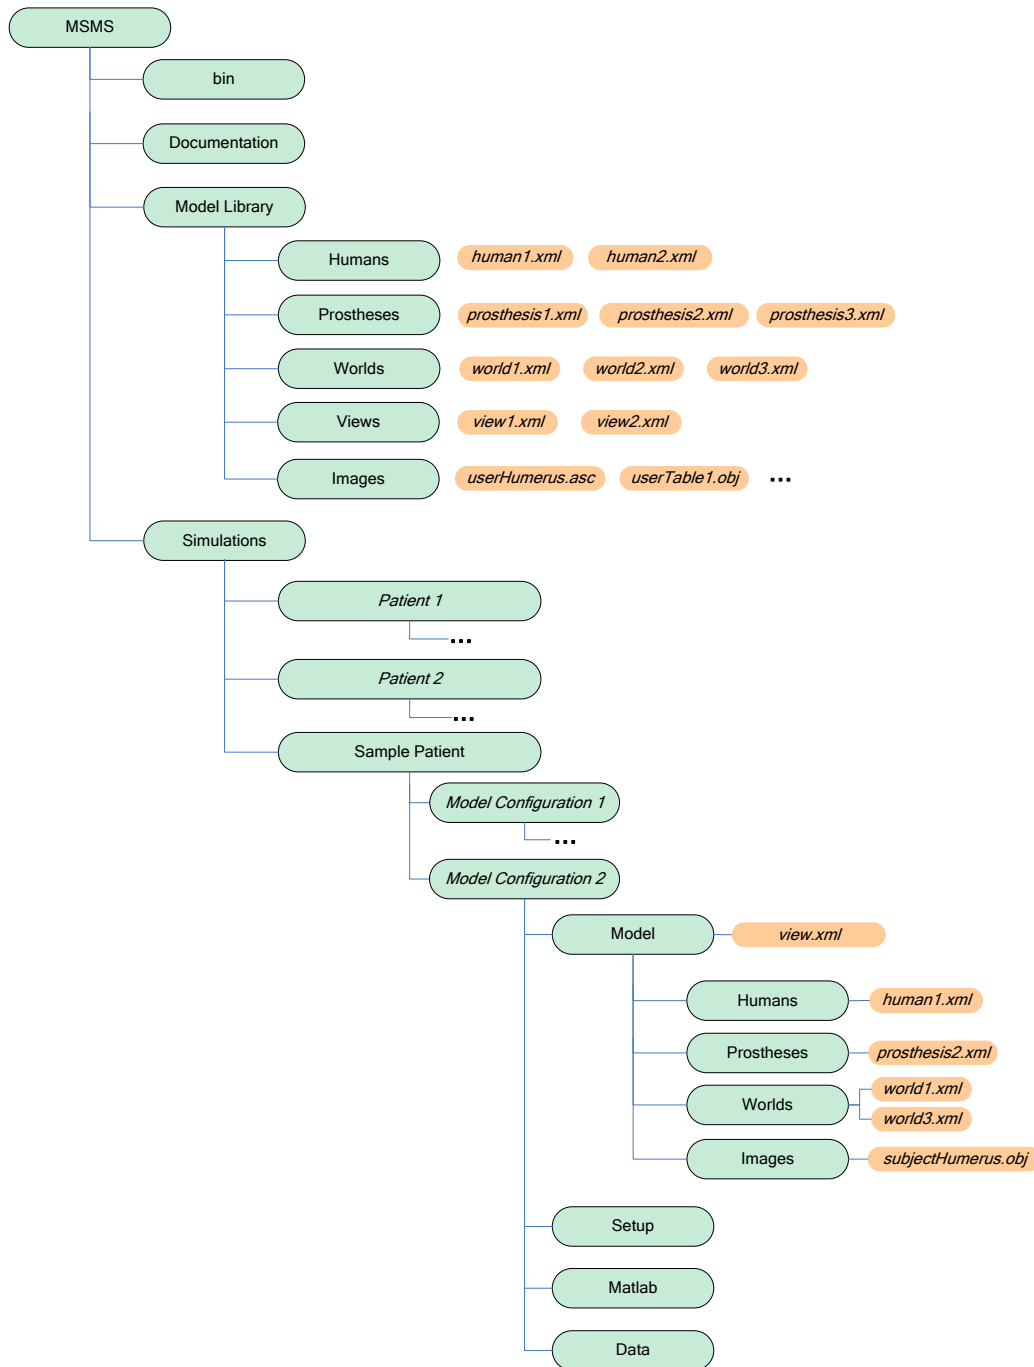 MSMS
bin
Documentation
Model Library
Humans human1.xml human2.xml
Prostheses prosthesis1.xml prosthesis2.xml prosthesis3.xml
Worlds world1.xml world2.xml world3.xml
Views view1.xml view2.xml
Images userHumerus.asc userTable1.obj ...
Simulations
Patient 1
...
Patient 2
...
Sample Patient
Model Configuration 1
...
Model Configuration 2
Model view.xml
Humans human1.xml
Prostheses prosthesis2.xml
world1.xml
Worlds
world3.xml
Images subjectHumerus.obj
Setup
Matlab
Data